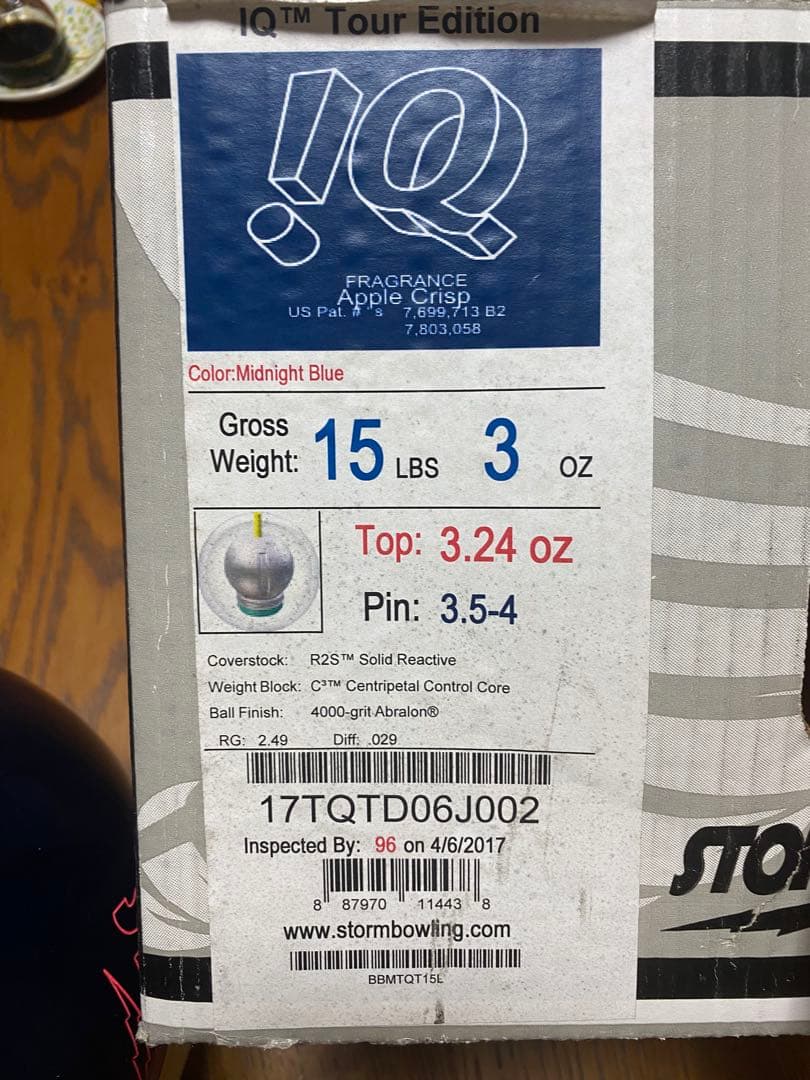 IQ™ Tour Edition
!Q
FRAGRANCE
Apple Crisp
US Pat. # 's 7,699,713 B2
7,803,058
Color:Midnight Blue
Gross Weight: 15 LBS 3 OZ
Top: 3.24 oz
Pin: 3.5-4
Coverstock: R2S™ Solid Reactive
Weight Block: C³™ Centripetal Control Core
Ball Finish: 4000-grit Abralon®
RG: 2.49 Diff: .029
17TQTD06J002
Inspected By: 96 on 4/6/2017
8 87970 11443 8
www.stormbowling.com
BBMTQT15L
STO